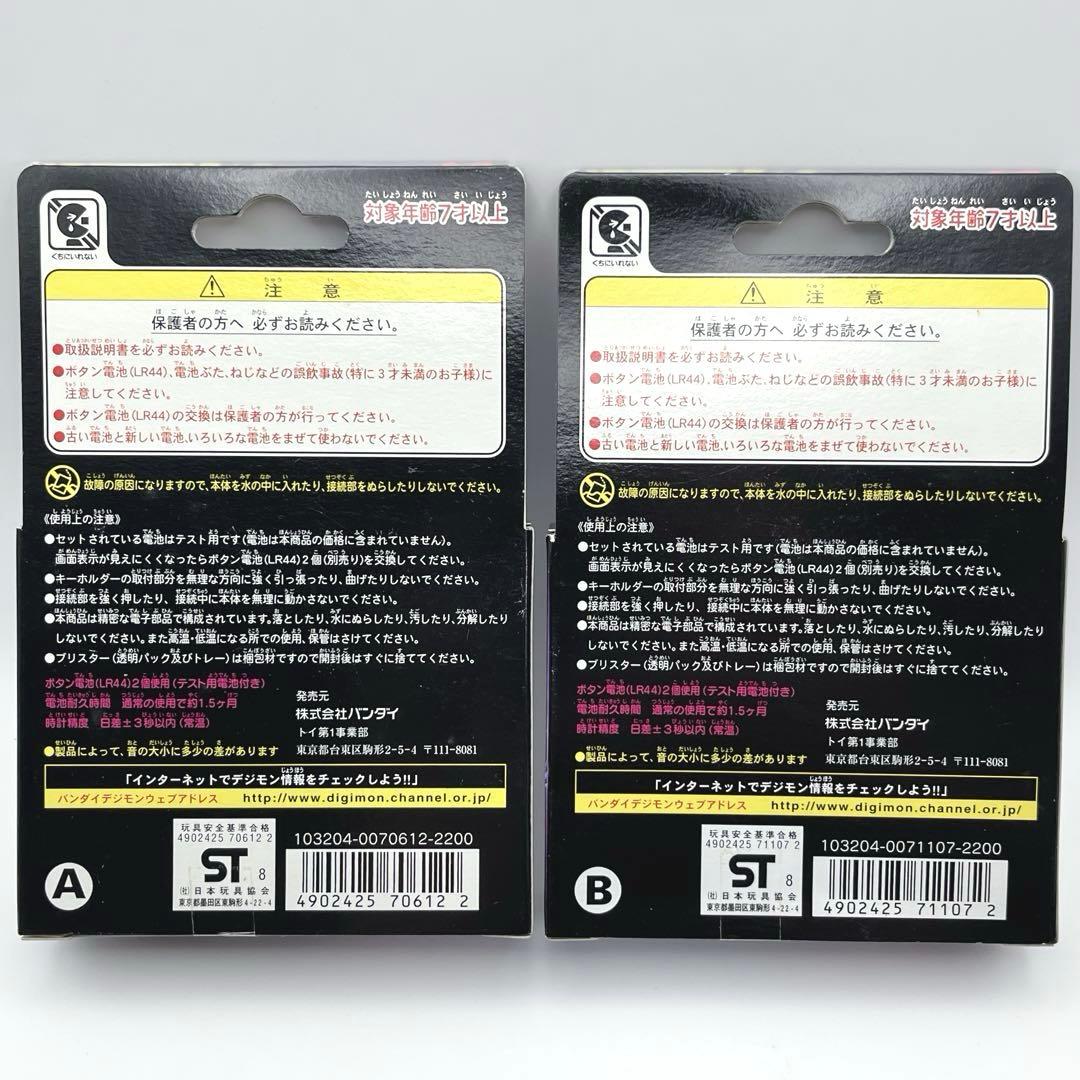 くちにいれない
たいしょうねんれい さいいじょう
対象年齢7才以上
ちゅう い
注 意
ほごしゃ かた かなら よ
保護者の方へ 必ずお読みください。
●取扱説明書を必ずお読みください。
●ボタン電池(LR44)、電池ぶた、ねじなどの誤飲事故(特に3才未満のお子様)に
注意してください。
●ボタン電池(LR44)の交換は保護者の方が行ってください。
●古い電池と新しい電池、いろいろな電池をまぜて使わないでください。
故障の原因になりますので、本体を水の中に入れたり、接続部をぬらしたりしないでください。
《使用上の注意》
●セットされている電池はテスト用です(電池は本商品の価格に含まれていません)。
画面表示が見えにくくなったらボタン電池(LR44)2個(別売り)を交換してください。
●キーホルダーの取付部分を無理な方向に強く引っ張ったり、曲げたりしないでください。
●接続部を強く押したり、接続中に本体を無理に動かさないでください。
●本商品は精密な電子部品で構成されています。落としたり、水にぬらしたり、汚したり、分解したり
しないでください。また高温・低温になる所での使用、保管はさけてください。
●ブリスター(透明パック及びトレー)は梱包材ですので開封後はすぐに捨ててください。
ボタン電池(LR44)2個使用(テスト用電池付き)
電池耐久時間 通常の使用で約1.5ヶ月
時計精度 日差±3秒以内(常温)
●製品によって、音の大小に多少の差があります
発売元
株式会社バンダイ
トイ第1事業部
東京都台東区駒形2-5-4 〒111-8081
「インターネットでデジモン情報をチェックしよう!!」
バンダイデジモンウェブアドレス http://www.digimon.channel.or.jp/
A
玩具安全基準合格
4902425 70612 2
ST 8
(社)日本玩具協会
東京都墨田区東駒形4-22-4
103204-0070612-2200
4902425 70612 2
くちにいれない
たいしょうねんれい さいいじょう
対象年齢7才以上
ちゅう い
注 意
ほごしゃ かた かなら よ
保護者の方へ 必ずお読みください。
●取扱説明書を必ずお読みください。
●ボタン電池(LR44)、電池ぶた、ねじなどの誤飲事故(特に3才未満のお子様)に
注意してください。
●ボタン電池(LR44)の交換は保護者の方が行ってください。
●古い電池と新しい電池、いろいろな電池をまぜて使わないでください。
故障の原因になりますので、本体を水の中に入れたり、接続部をぬらしたりしないでください。
《使用上の注意》
●セットされている電池はテスト用です(電池は本商品の価格に含まれていません)。
画面表示が見えにくくなったらボタン電池(LR44)2個(別売り)を交換してください。
●キーホルダーの取付部分を無理な方向に強く引っ張ったり、曲げたりしないでください。
●接続部を強く押したり、接続中に本体を無理に動かさないでください。
●本商品は精密な電子部品で構成されています。落としたり、水にぬらしたり、汚したり、分解したり
しないでください。また高温・低温になる所での使用、保管はさけてください。
●ブリスター(透明パック及びトレー)は梱包材ですので開封後はすぐに捨ててください。
ボタン電池(LR44)2個使用(テスト用電池付き)
電池耐久時間 通常の使用で約1.5ヶ月
時計精度 日差±3秒以内(常温)
●製品によって、音の大小に多少の差があります
発売元
株式会社バンダイ
トイ第1事業部
東京都台東区駒形2-5-4 〒111-8081
「インターネットでデジモン情報をチェックしよう!!」
バンダイデジモンウェブアドレス http://www.digimon.channel.or.jp/
B
玩具安全基準合格
4902425 71107 2
ST 8
(社)日本玩具協会
東京都墨田区東駒形4-22-4
103204-0071107-2200
4902425 71107 2